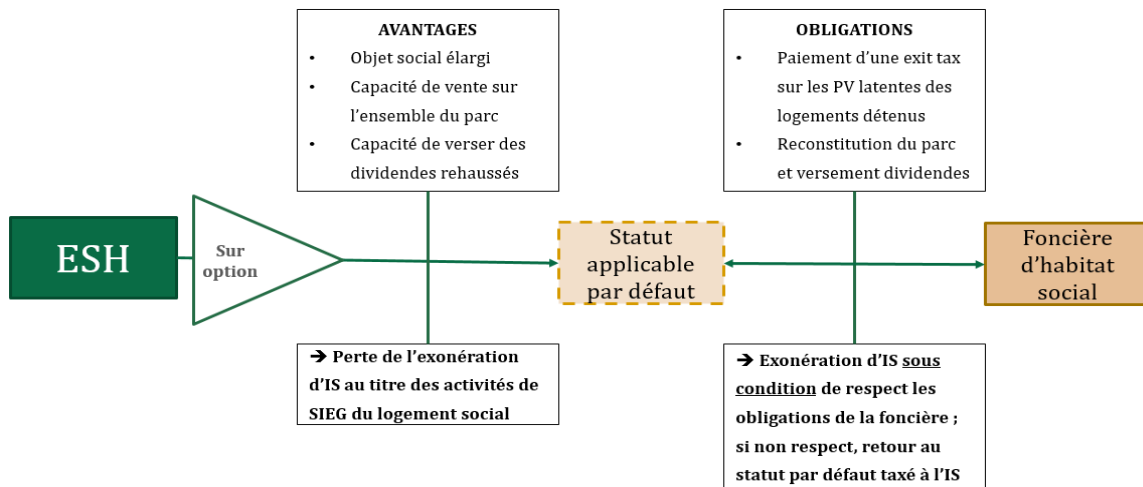 AVANTAGES
• Objet social élargi
• Capacité de vente sur
l’ensemble du parc
• Capacité de verser des
dividendes rehaussés
OBLIGATIONS
• Paiement d’une exit tax
sur les PV latentes des
logements détenus
• Reconstitution du parc
et versement dividendes
ESH
Sur
option
Statut
applicable
par défaut
Foncière
d’habitat
social
➔ Perte de l’exonération
d’IS au titre des activités de
SIEG du logement social
➔ Exonération d’IS sous
condition de respect les
obligations de la foncière ;
si non respect, retour au
statut par défaut taxé à l’IS